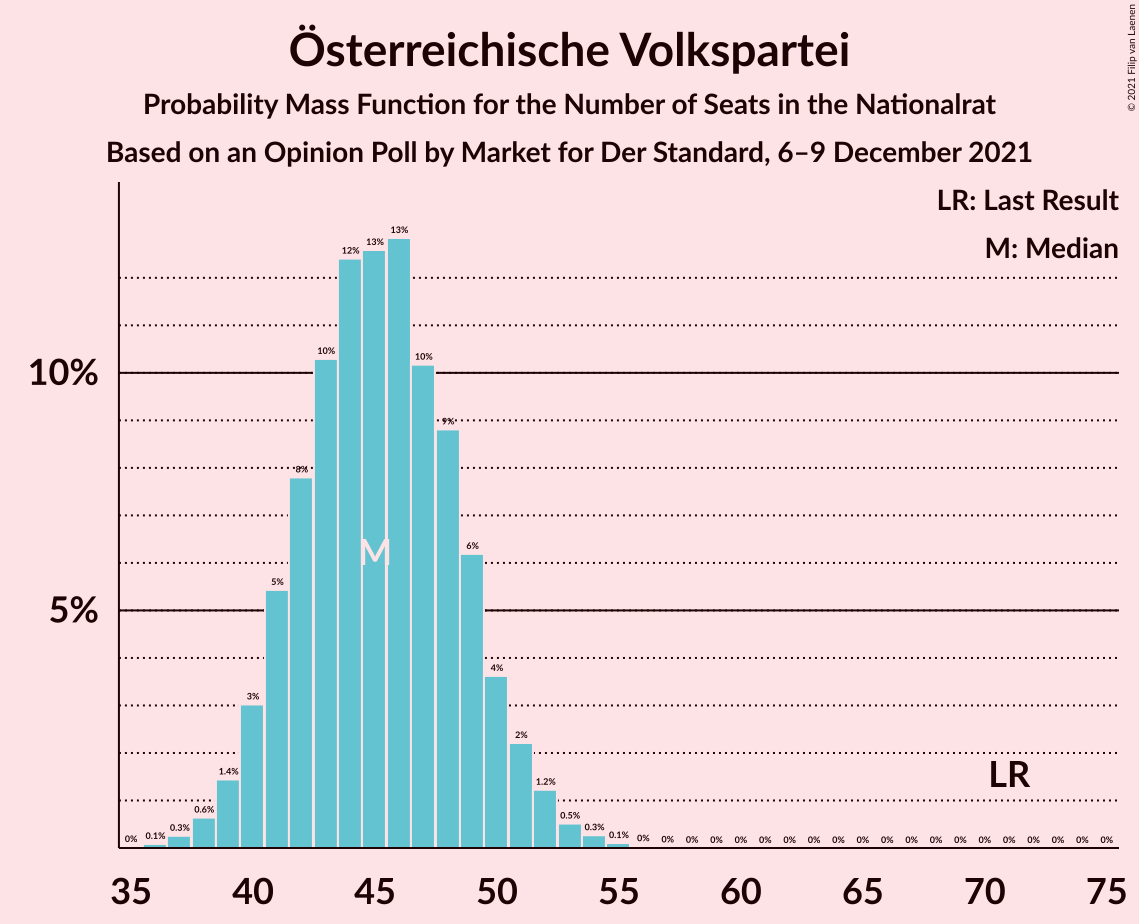 Österreichische Volkspartei
Probability Mass Function for the Number of Seats in the Nationalrat
Based on an Opinion Poll by Market for Der Standard, 6–9 December 2021
© 2021 Filip van Laenen
LR: Last Result
M: Median
10%
5%
0% 0.1% 0.3% 0.6% 1.4% 3% 5% 8% 10% 12% 13% 13% 10% 9% 6% 4% 2% 1.2% 0.5% 0.3% 0.1% 0% 0% 0% 0% 0% 0% 0% 0% 0% 0% 0% 0% 0% 0% 0% 0% 0% 0% 0% 0%
M
LR
35 40 45 50 55 60 65 70 75